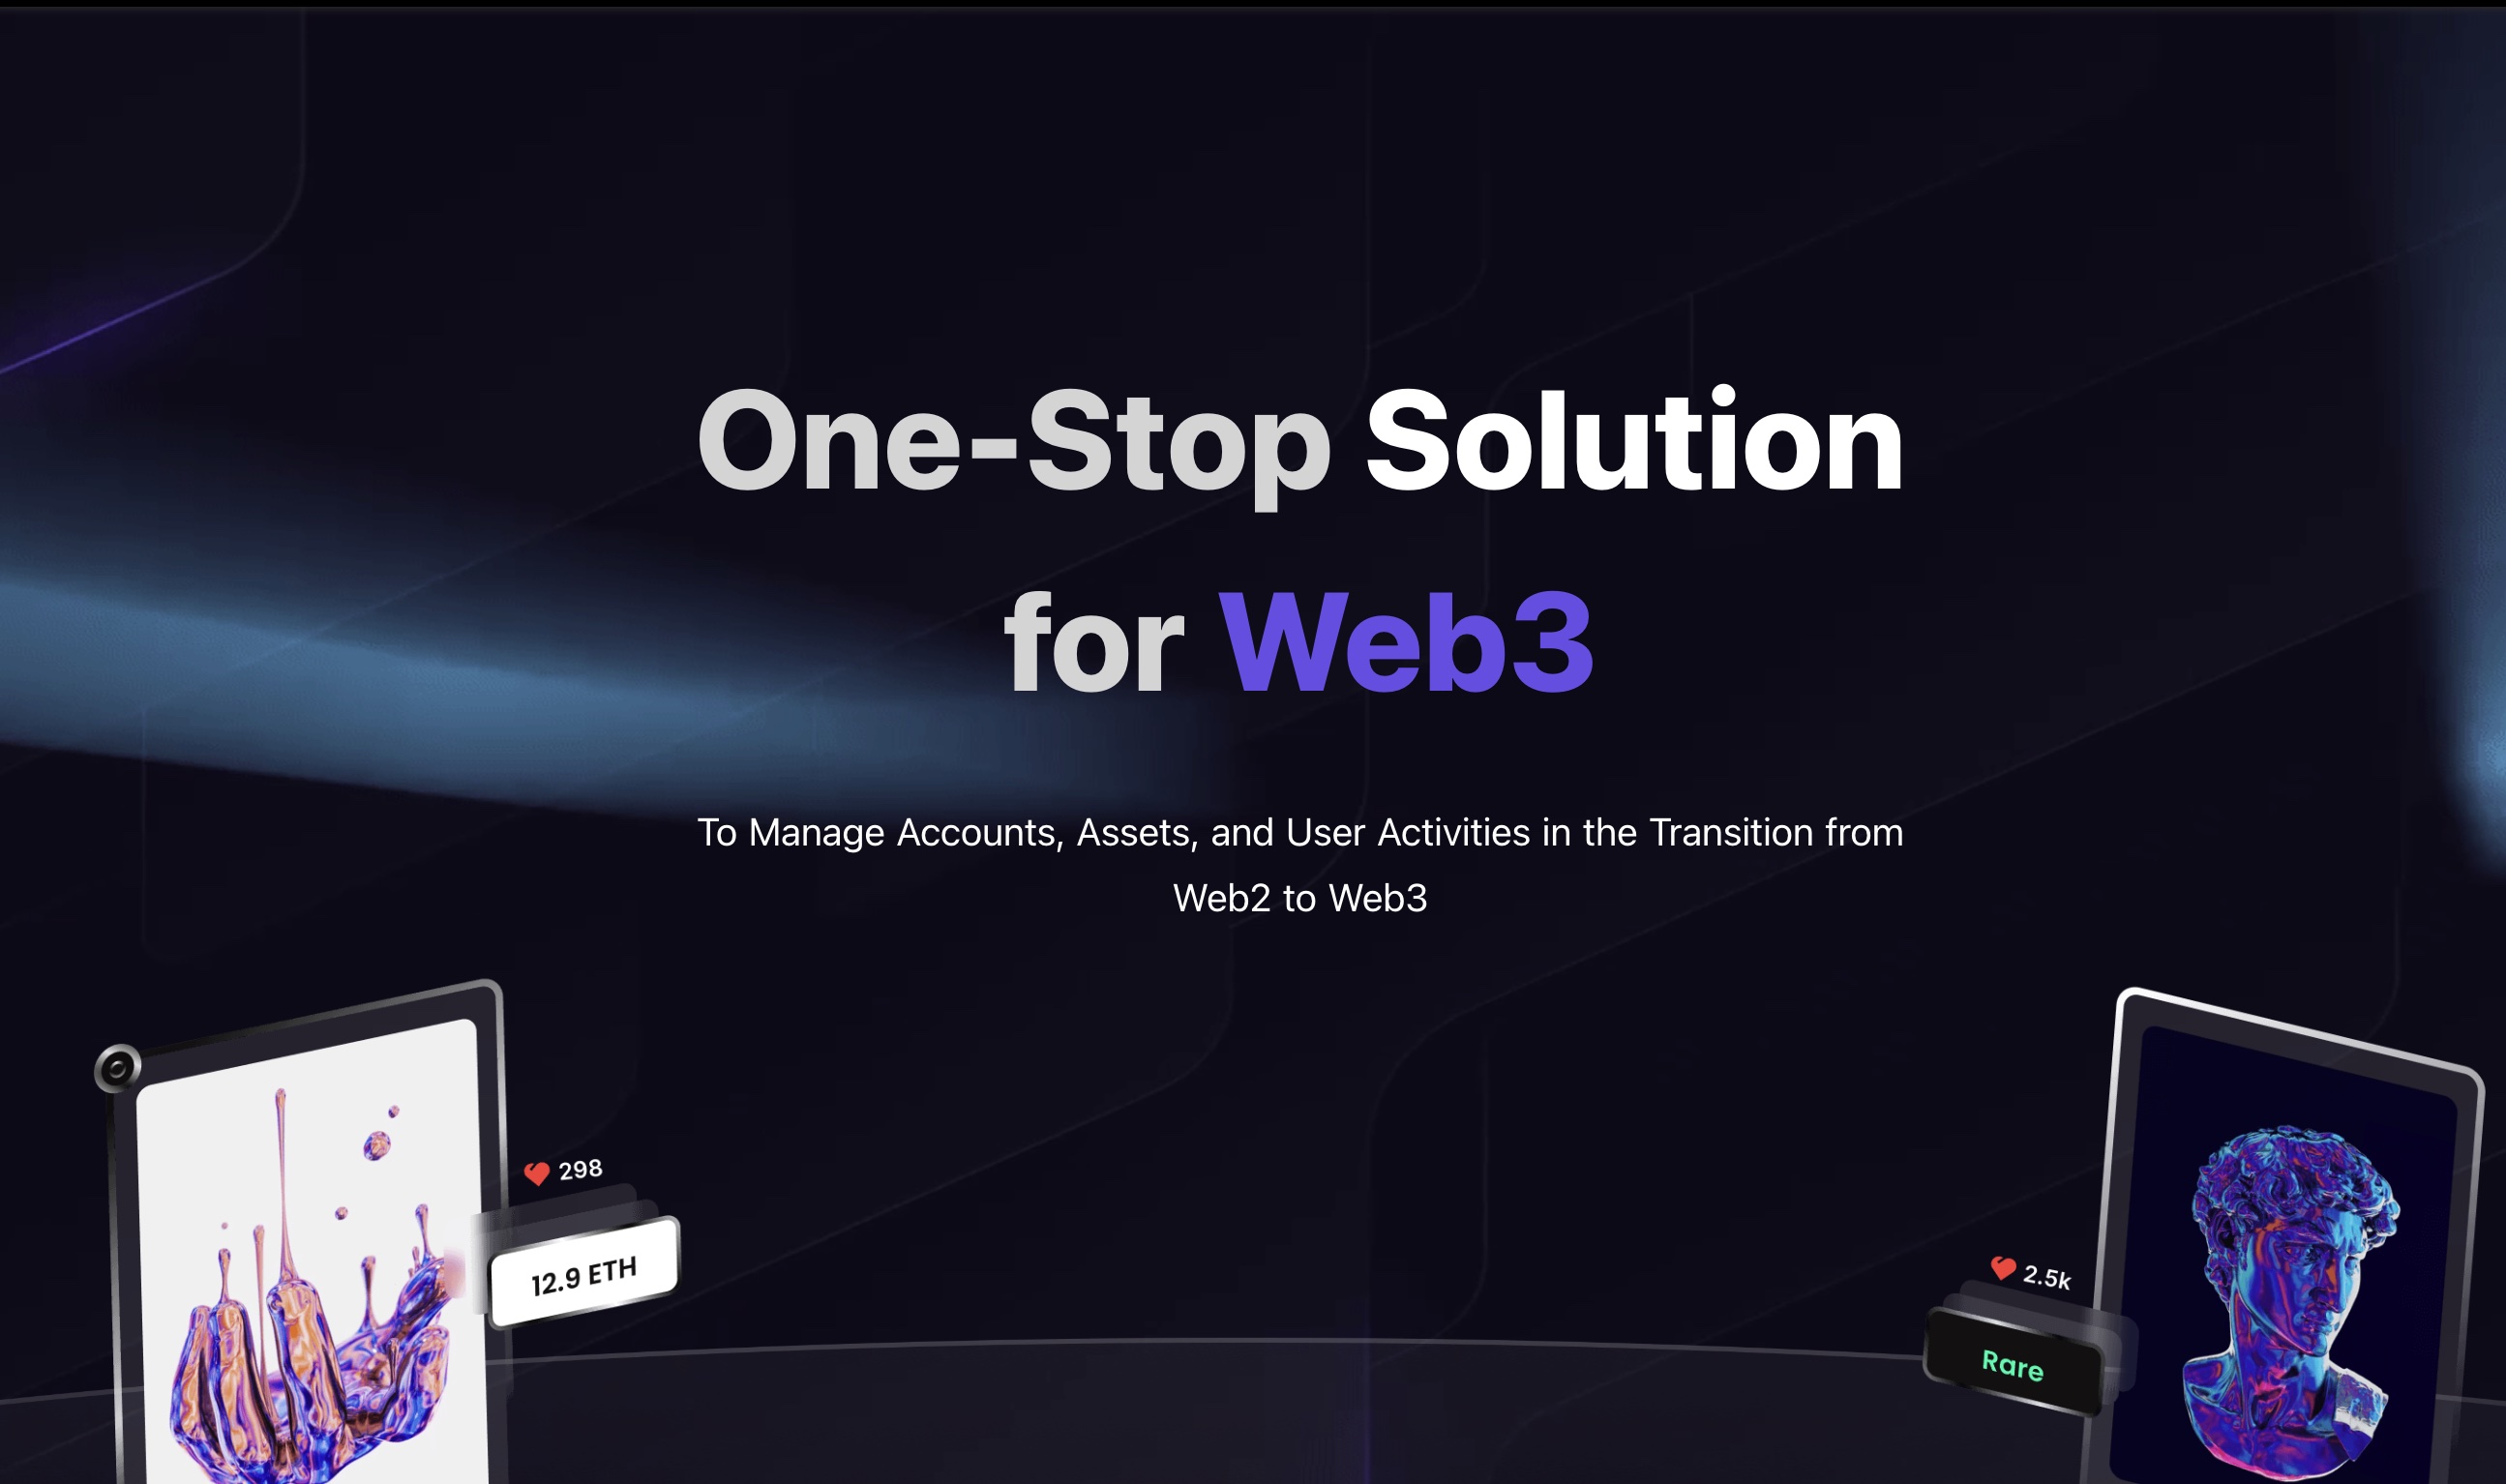 One-Stop Solution
for Web3
To Manage Accounts, Assets, and User Activities in the Transition from
Web2 to Web3
298
12.9 ETH
2.5k
Rare